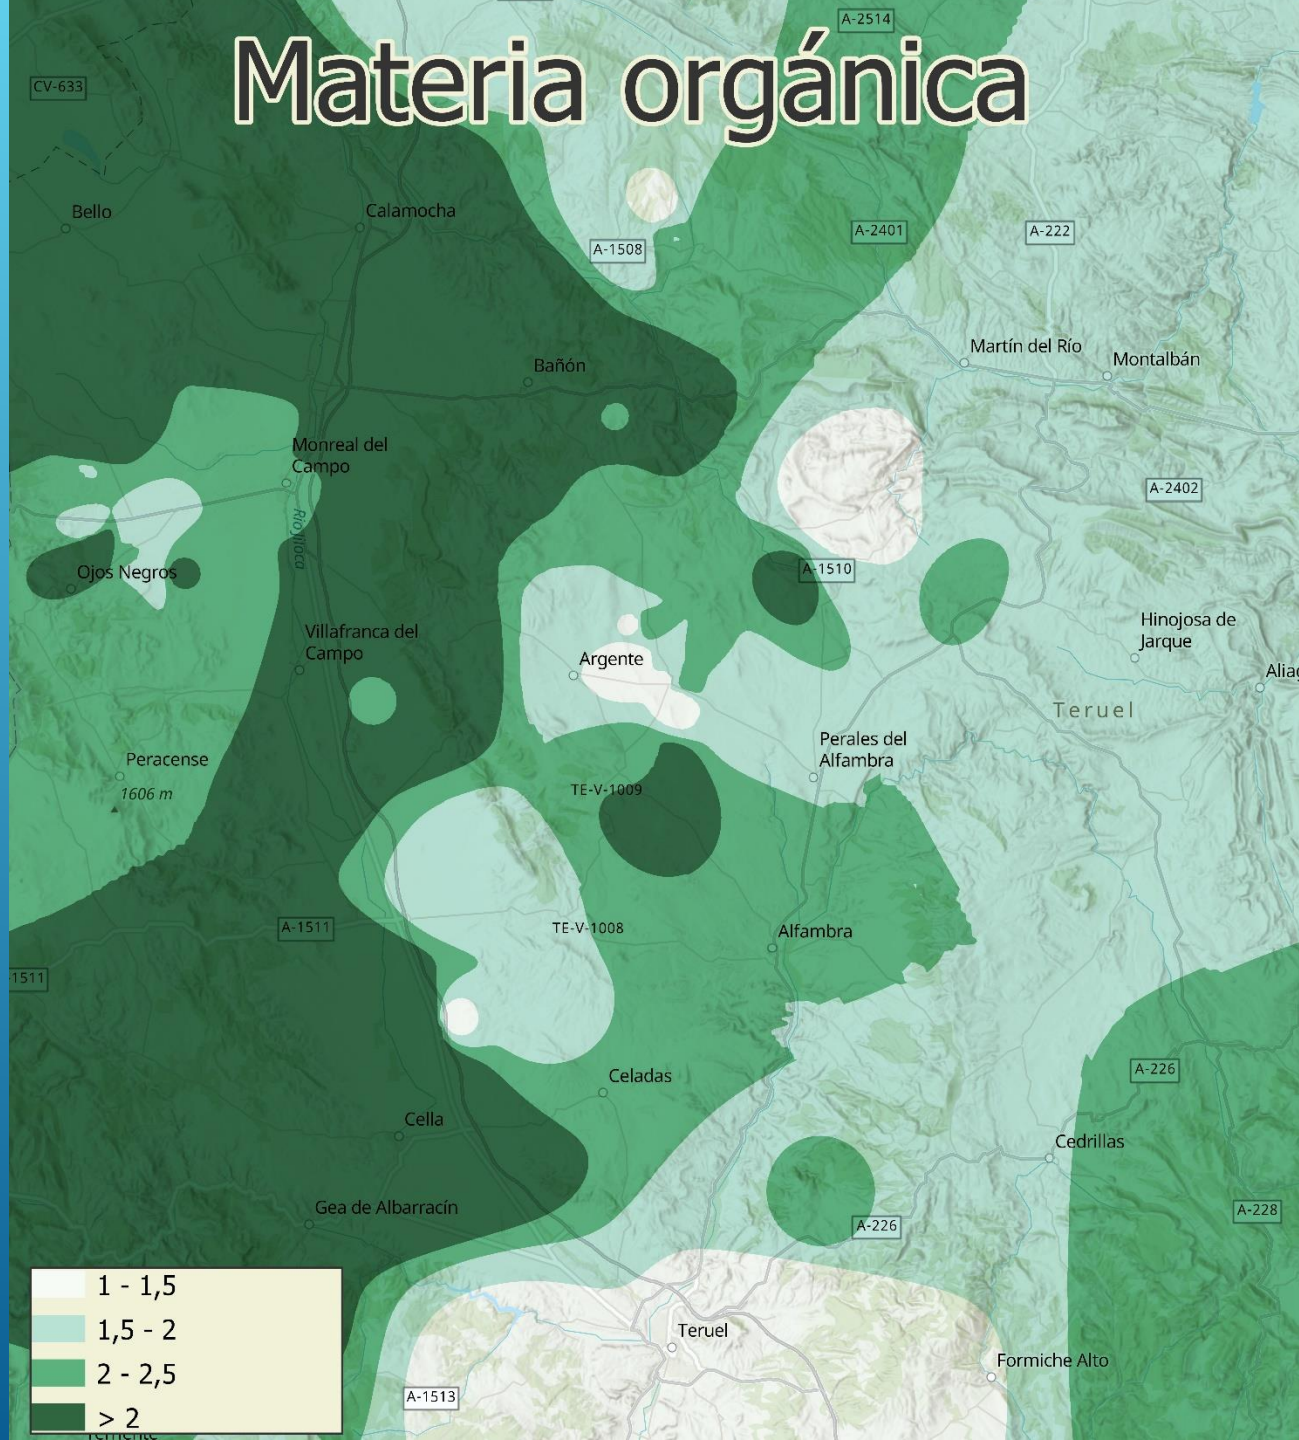 A-2514
Materia orgánica
CV-633
Bello
Calamocha
A-2401
A-222
A-1508
Martín del Río
Montalbán
Bañón
Monreal del
Campo
A-2402
Río Jiloca
Ojos Negros
A-1510
Hinojosa de
Jarque
Villafranca del
Campo
Argente
Teruel
Perales del
Alfambra
Peracense
1606 m
TE-V-1009
A-1511
TE-V-1008
Alfambra
1511
A-226
Celadas
Cella
Cedrillas
Gea de Albarracín
A-228
A-226
1 - 1,5
1,5 - 2
2 - 2,5
> 2
Teruel
Formiche Alto
A-1513